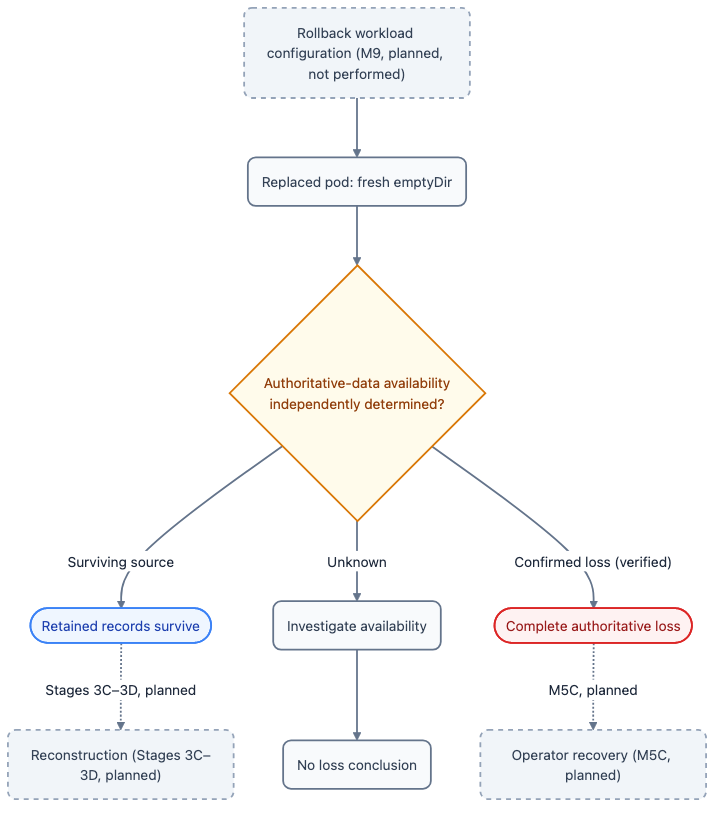 Rollback workload
configuration (M9, planned,
not performed)
Replaced pod: fresh emptyDir
Authoritative-data availability
independently determined?
Surviving source
Unknown
Confirmed loss (verified)
Retained records survive
Investigate availability
Complete authoritative loss
Stages 3C–3D, planned
M5C, planned
Reconstruction (Stages 3C–
3D, planned)
No loss conclusion
Operator recovery (M5C,
planned)